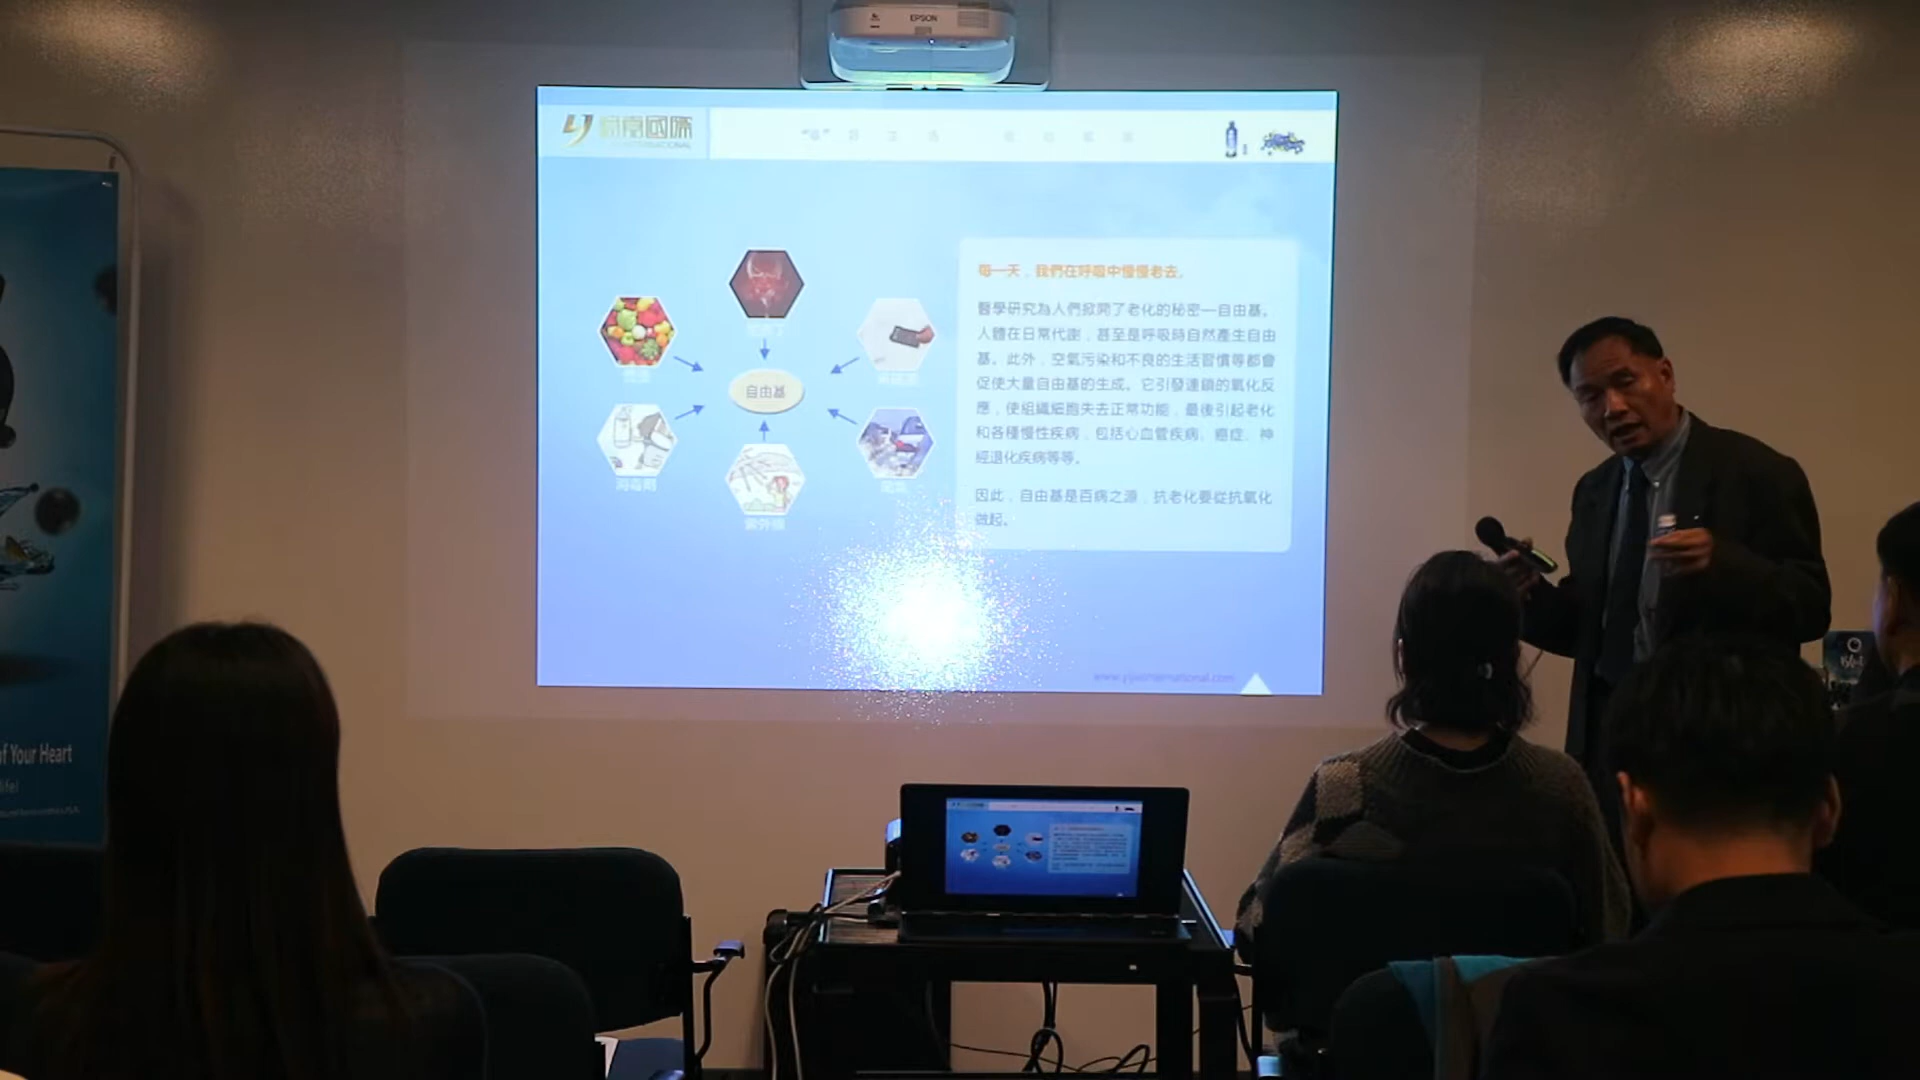 EPSON
國際
自由基
紫外線
每一天，我們在呼吸中慢慢老去。
醫學研究為人們掀開了老化的秘密—自由基。
人體在日常代謝，甚至是呼吸時自然產生自由
基。此外，空氣污染和不良的生活習慣等都會
促使大量自由基的生成。它引發連鎖的氧化反
應，使組織細胞失去正常功能，最後引起老化
和各種慢性疾病，包括心血管疾病、癌症、神
經退化疾病等等。
因此，自由基是百病之源，抗老化要從抗氧化
做起。
of Your Heart
life!